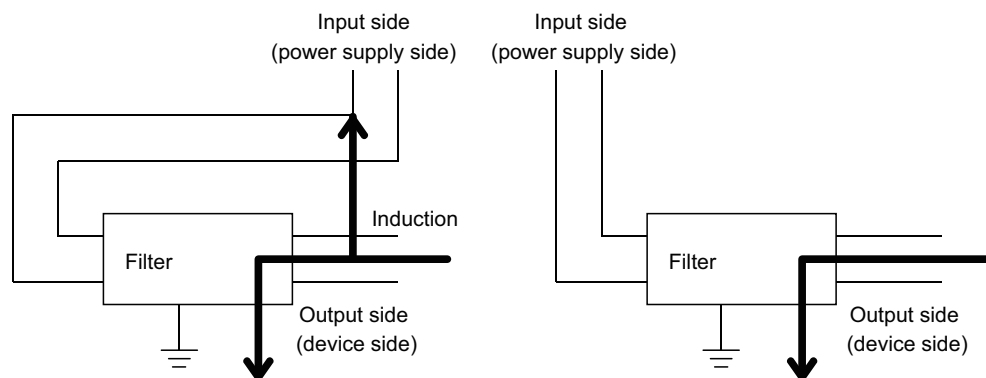 Input side
(power supply side)
Induction
Filter
Output side
(device side)
Input side
(power supply side)
Filter
Output side
(device side)